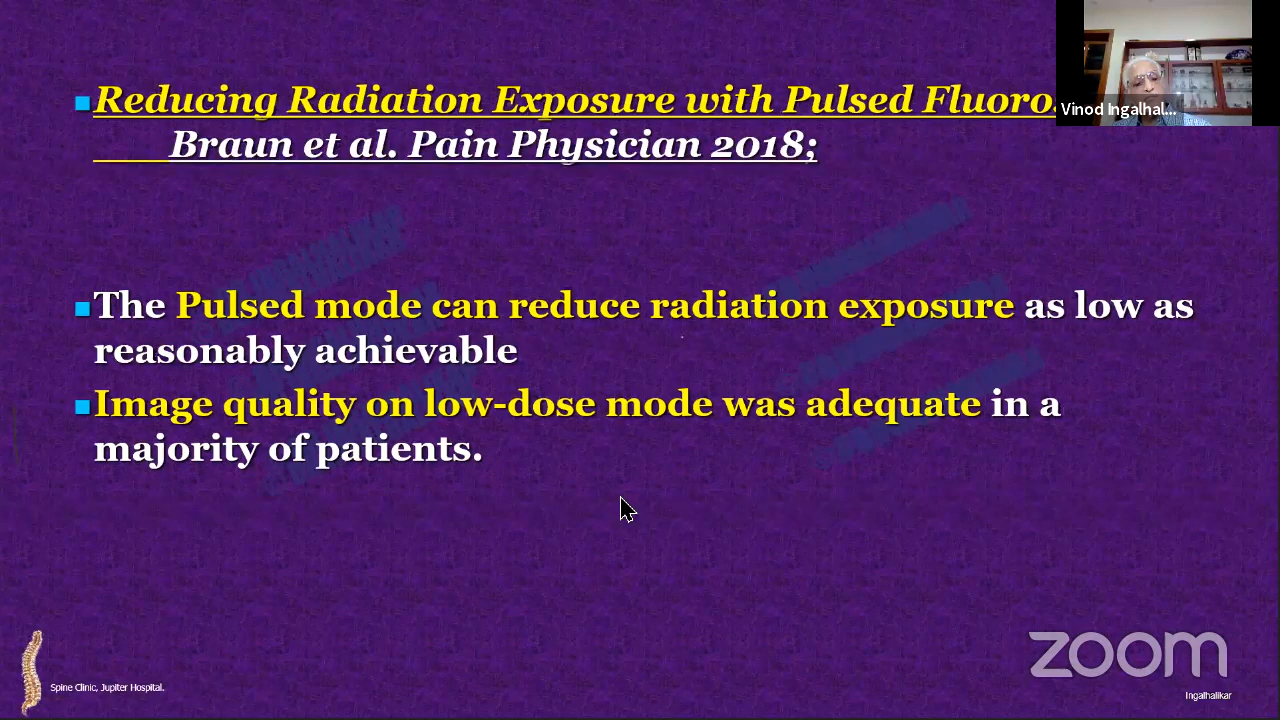 Reducing Radiation Exposure with Pulsed Fluoro.
Braun et al. Pain Physician 2018;
Vinod Ingalhal...
The Pulsed mode can reduce radiation exposure as low as
reasonably achievable
Image quality on low-dose mode was adequate in a
majority of patients.
zoom
Spine Clinic, Jupiter Hospital.
Ingalhalikar